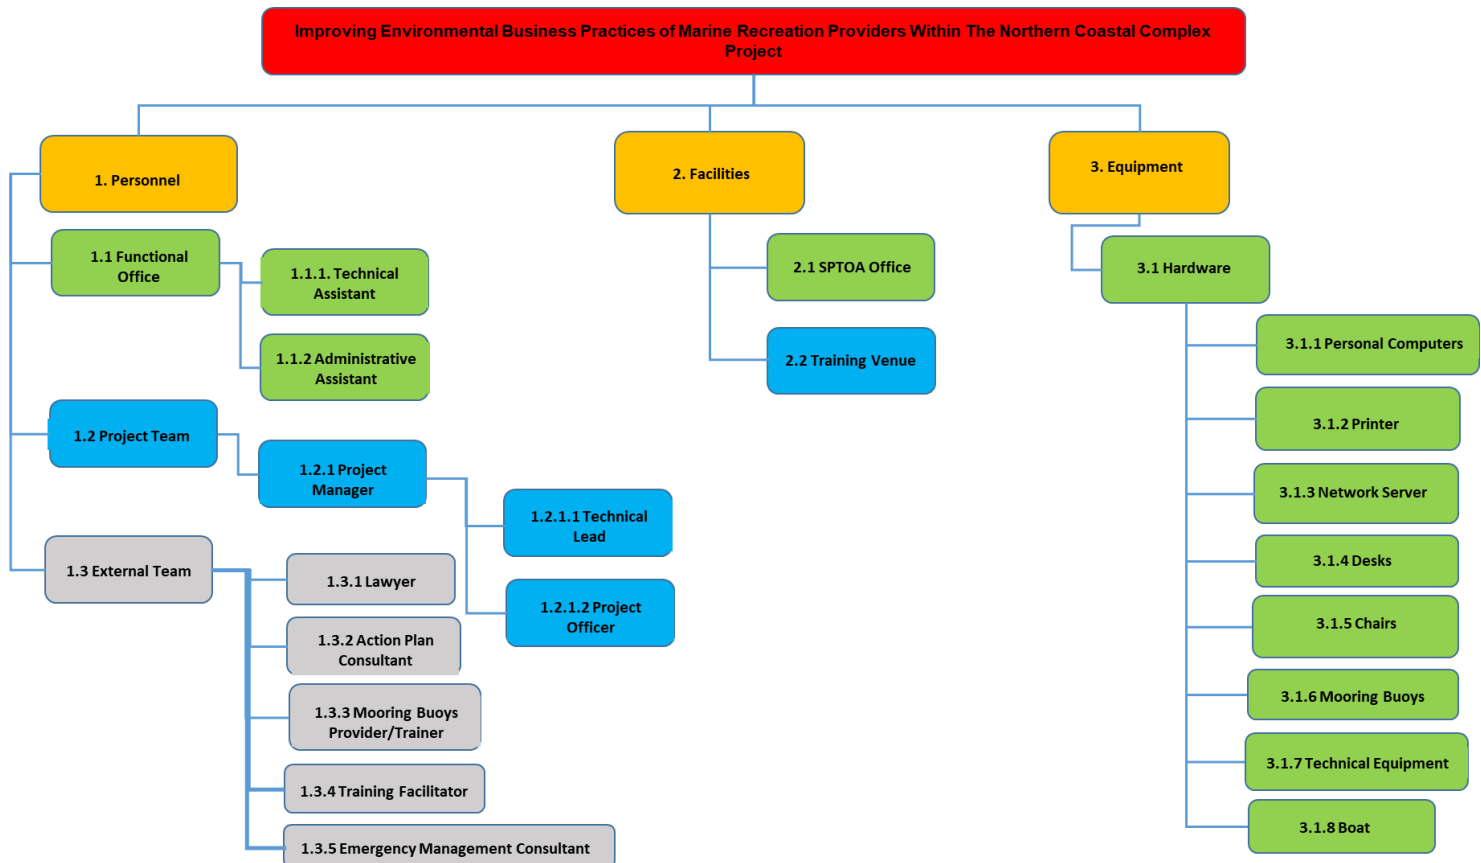 Improving Environmental Business Practices of Marine Recreation Providers Within The Northern Coastal Complex
Project
1. Personnel
2. Facilities
3. Equipment
1.1 Functional
Office
1.1.1. Technical
Assistant
1.1.2 Administrative
Assistant
1.2 Project Team
1.2.1 Project
Manager
1.2.1.1 Technical
Lead
1.2.1.2 Project
Officer
1.3 External Team
1.3.1 Lawyer
1.3.2 Action Plan
Consultant
1.3.3 Mooring Buoys
Provider/Trainer
1.3.4 Training Facilitator
1.3.5 Emergency Management Consultant
2.1 SPTOA Office
2.2 Training Venue
3.1 Hardware
3.1.1 Personal Computers
3.1.2 Printer
3.1.3 Network Server
3.1.4 Desks
3.1.5 Chairs
3.1.6 Mooring Buoys
3.1.7 Technical Equipment
3.1.8 Boat